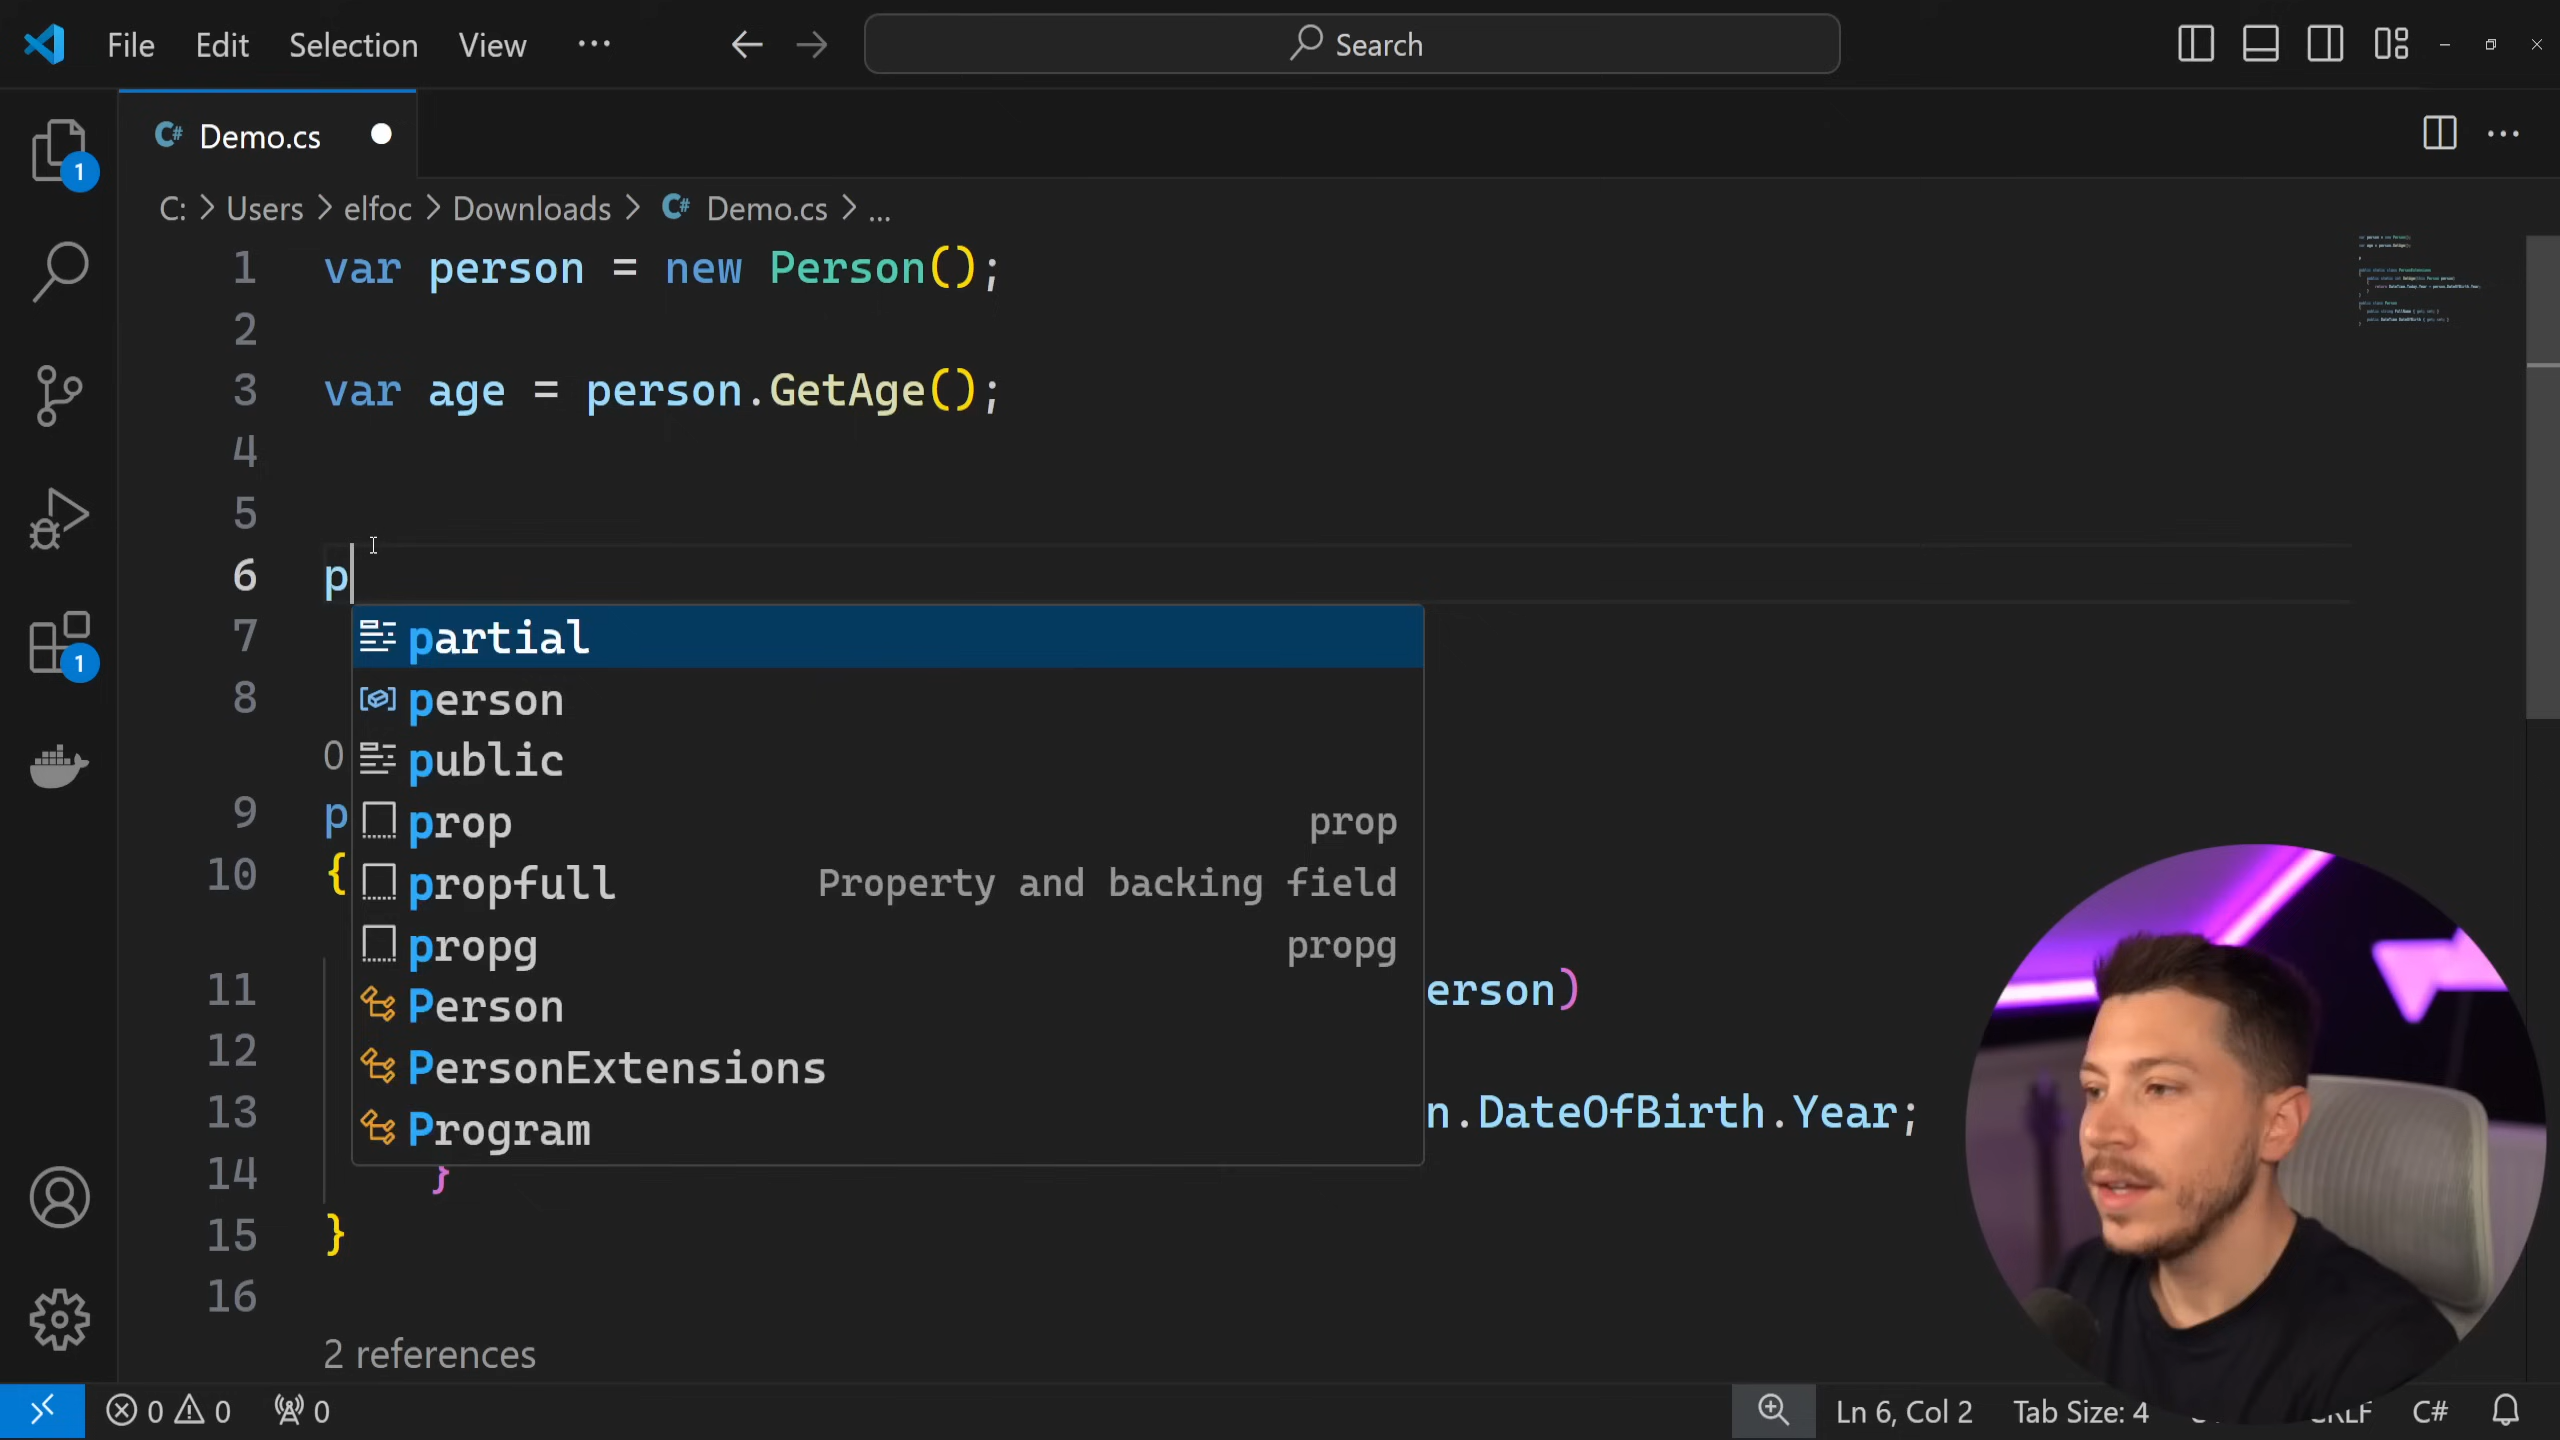 File Edit Selection View ... Search
C# Demo.cs
C: > Users > elfoc > Downloads > C# Demo.cs > ...
1 var person = new Person();
2
3 var age = person.GetAge();
4
5
6 p
7 partial
8 person
0 public
9 p prop prop
10 { propfull Property and backing field
propg propg
11 Person erson)
12 PersonExtensions
13 Program n.DateOfBirth.Year;
14 }
15 }
16
2 references
1
1
0 0 0 Ln 6, Col 2 Tab Size: 4 CRLF C#